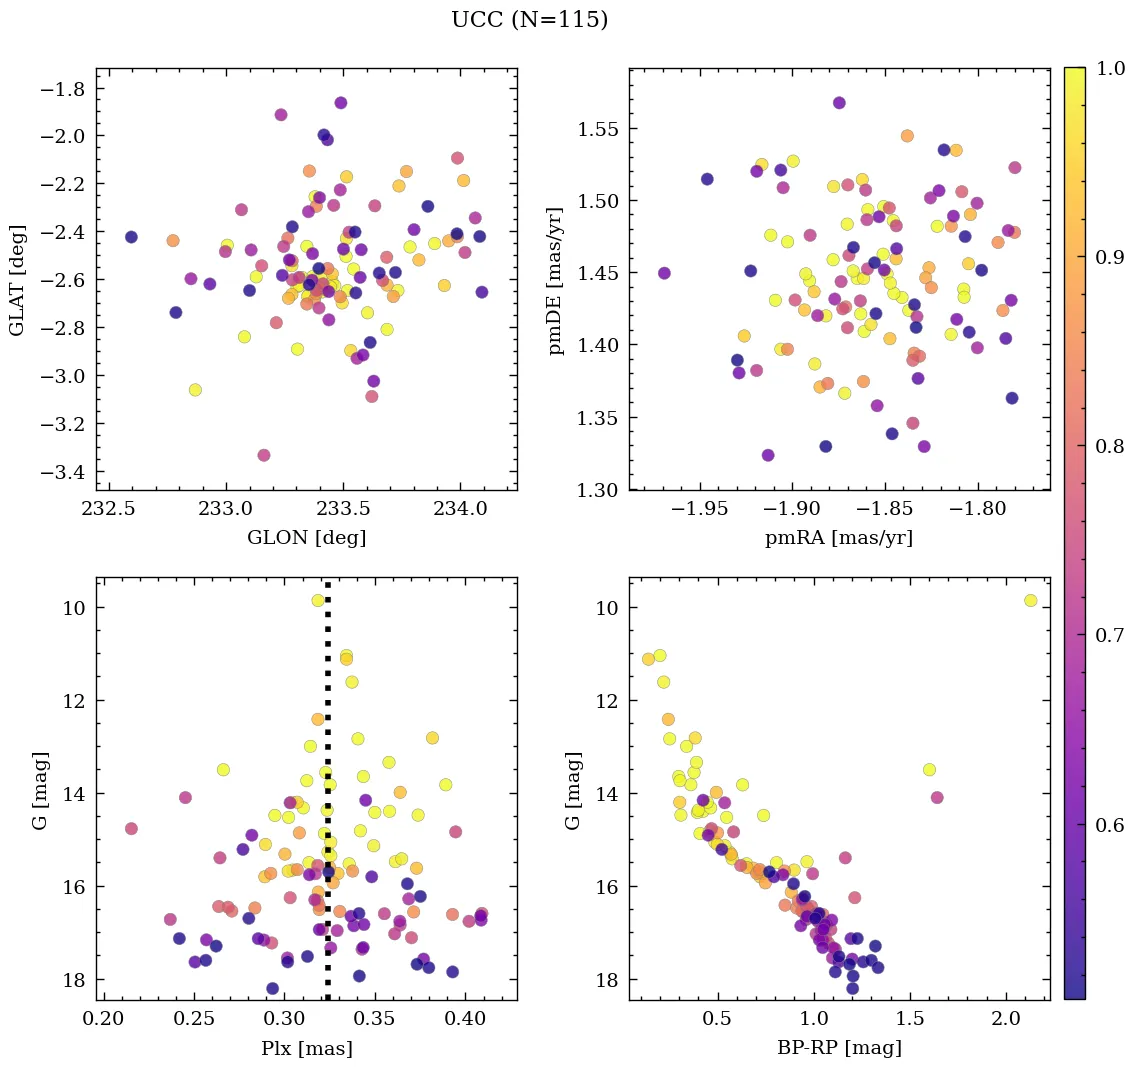 UCC (N=115)
−1.8
−2.0
−2.2
−2.4
−2.6
−2.8
−3.0
−3.2
−3.4
GLAT [deg]
232.5 233.0 233.5 234.0
GLON [deg]
1.55
1.50
1.45
1.40
1.35
1.30
pmDE [mas/yr]
−1.95 −1.90 −1.85 −1.80
pmRA [mas/yr]
1.0
0.9
0.8
0.7
0.6
10
12
14
16
18
G [mag]
0.20 0.25 0.30 0.35 0.40
Plx [mas]
10
12
14
16
18
G [mag]
0.5 1.0 1.5 2.0
BP-RP [mag]